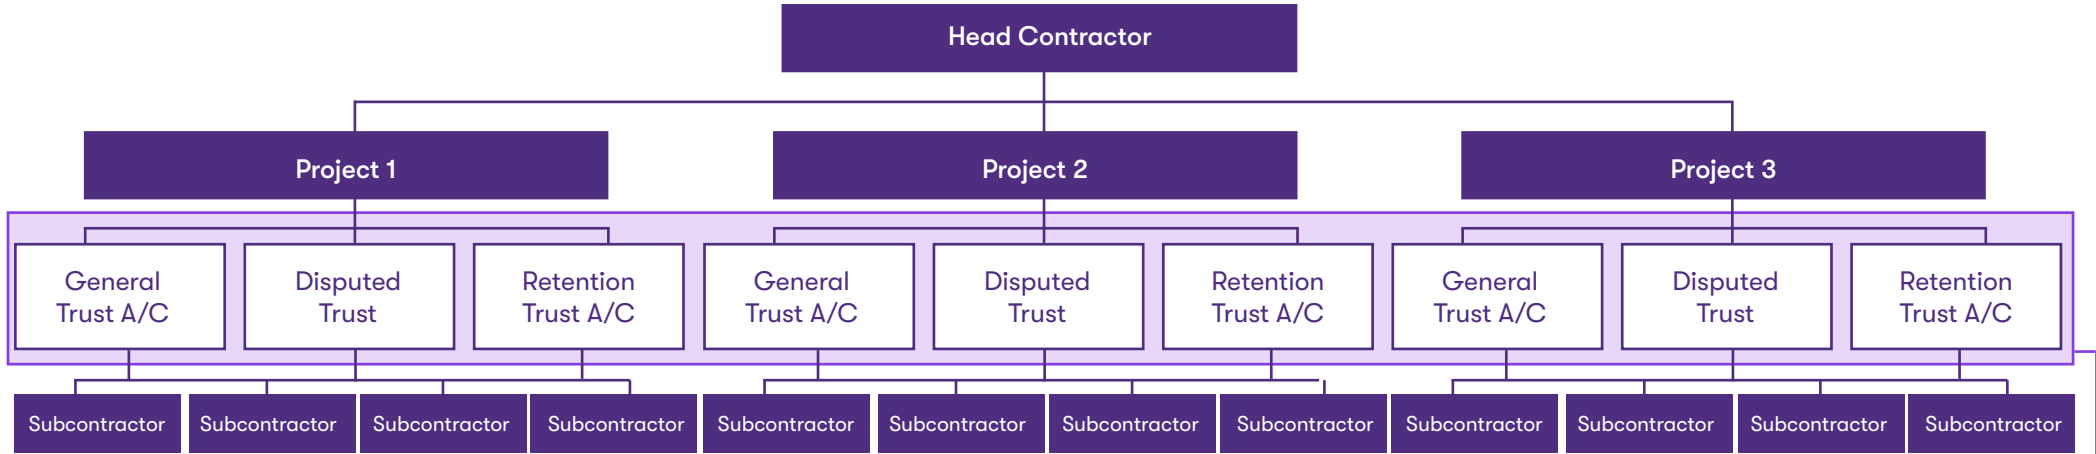 Head Contractor
Project 1
Project 2
Project 3
General
Trust A/C
Disputed
Trust
Retention
Trust A/C
General
Trust A/C
Disputed
Trust
Retention
Trust A/C
General
Trust A/C
Disputed
Trust
Retention
Trust A/C
Subcontractor
Subcontractor
Subcontractor
Subcontractor
Subcontractor
Subcontractor
Subcontractor
Subcontractor
Subcontractor
Subcontractor
Subcontractor
Subcontractor